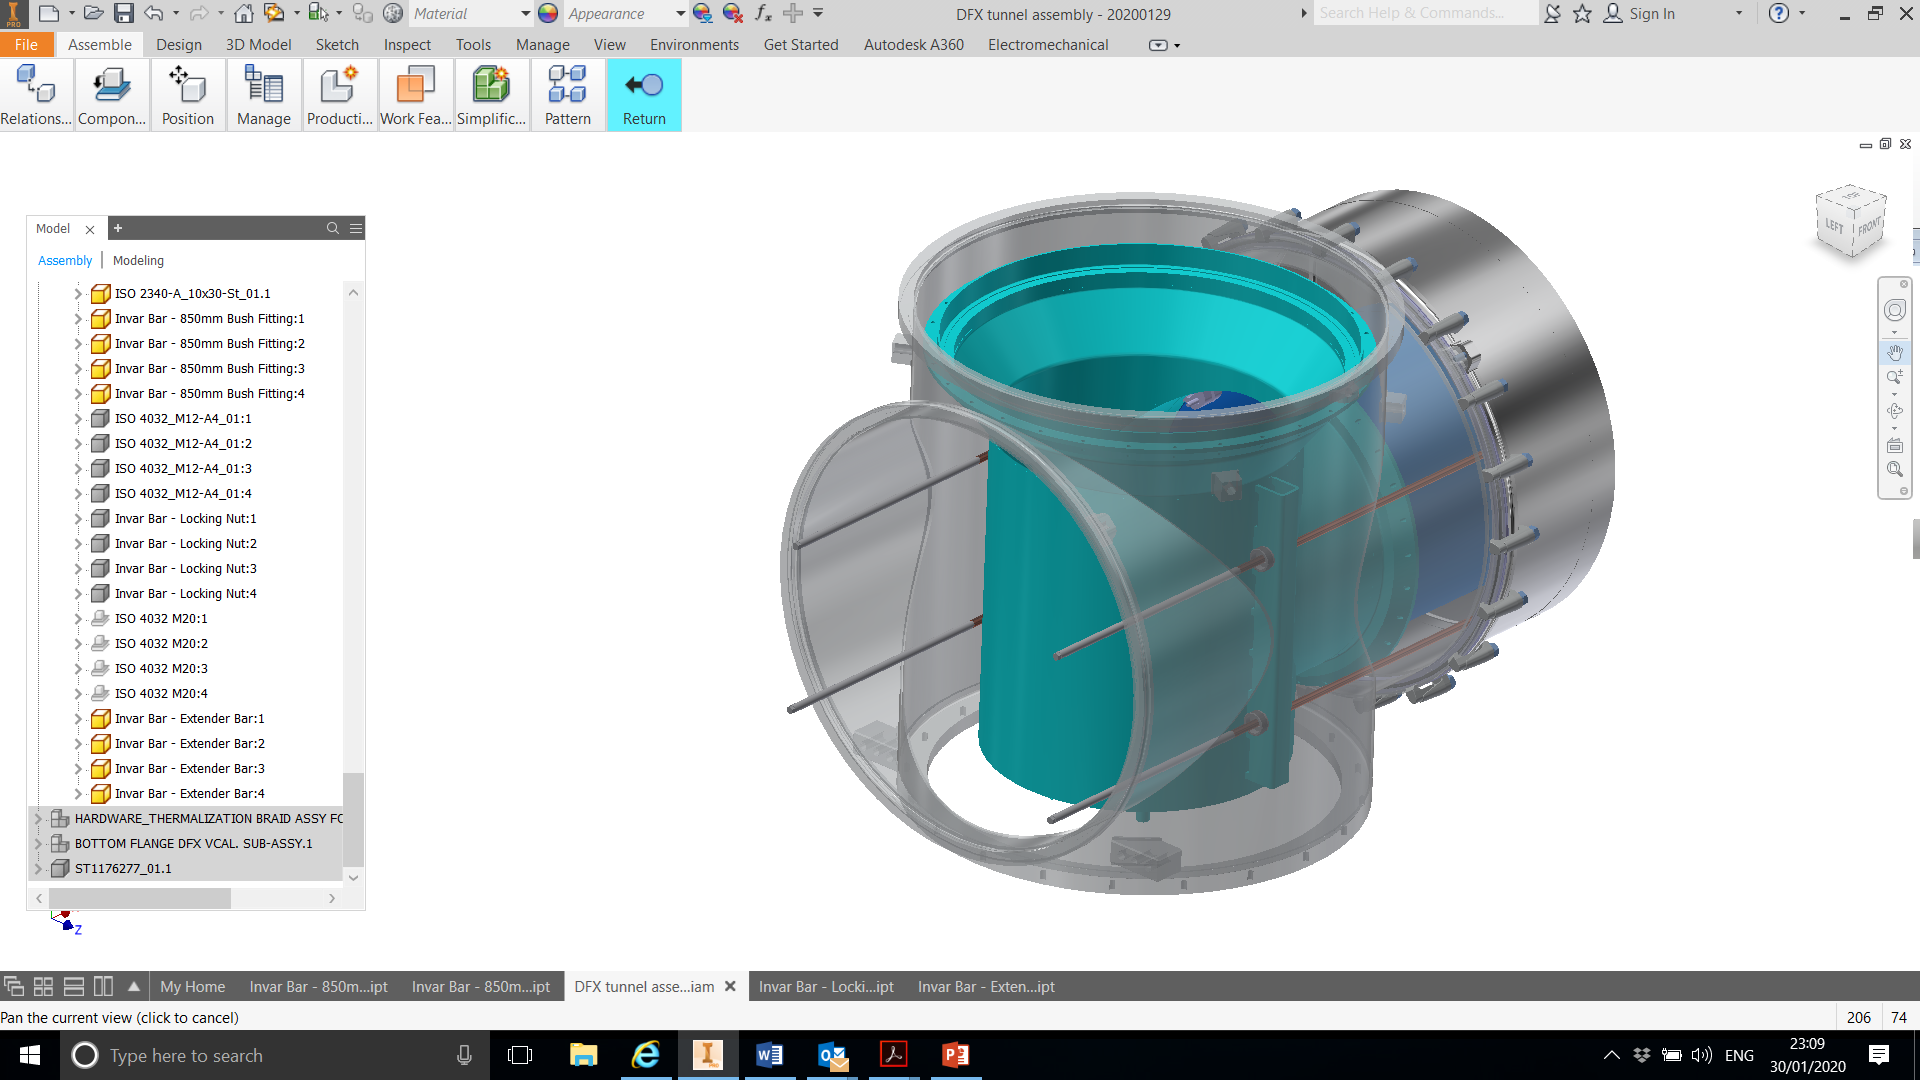 PRO
Material
Appearance
fx
DFX tunnel assembly - 20200129
Search Help & Commands...
Sign In
File
Assemble
Design
3D Model
Sketch
Inspect
Tools
Manage
View
Environments
Get Started
Autodesk A360
Electromechanical
Relations...
Compon...
Position
Manage
Producti...
Work Fea...
Simplific...
Pattern
Return
LEFT
FRONT
Model
Assembly
Modeling
ISO 2340-A_10x30-St_01.1
Invar Bar - 850mm Bush Fitting:1
Invar Bar - 850mm Bush Fitting:2
Invar Bar - 850mm Bush Fitting:3
Invar Bar - 850mm Bush Fitting:4
ISO 4032_M12-A4_01:1
ISO 4032_M12-A4_01:2
ISO 4032_M12-A4_01:3
ISO 4032_M12-A4_01:4
Invar Bar - Locking Nut:1
Invar Bar - Locking Nut:2
Invar Bar - Locking Nut:3
Invar Bar - Locking Nut:4
ISO 4032 M20:1
ISO 4032 M20:2
ISO 4032 M20:3
ISO 4032 M20:4
Invar Bar - Extender Bar:1
Invar Bar - Extender Bar:2
Invar Bar - Extender Bar:3
Invar Bar - Extender Bar:4
HARDWARE_THERMALIZATION BRAID ASSY FC
BOTTOM FLANGE DFX VCAL. SUB-ASSY.1
ST1176277_01.1
Z
My Home
Invar Bar - 850m...ipt
Invar Bar - 850m...ipt
DFX tunnel asse...iam
Invar Bar - Locki...ipt
Invar Bar - Exten...ipt
Pan the current view (click to cancel)
206
74
Type here to search
ENG
23:09
30/01/2020